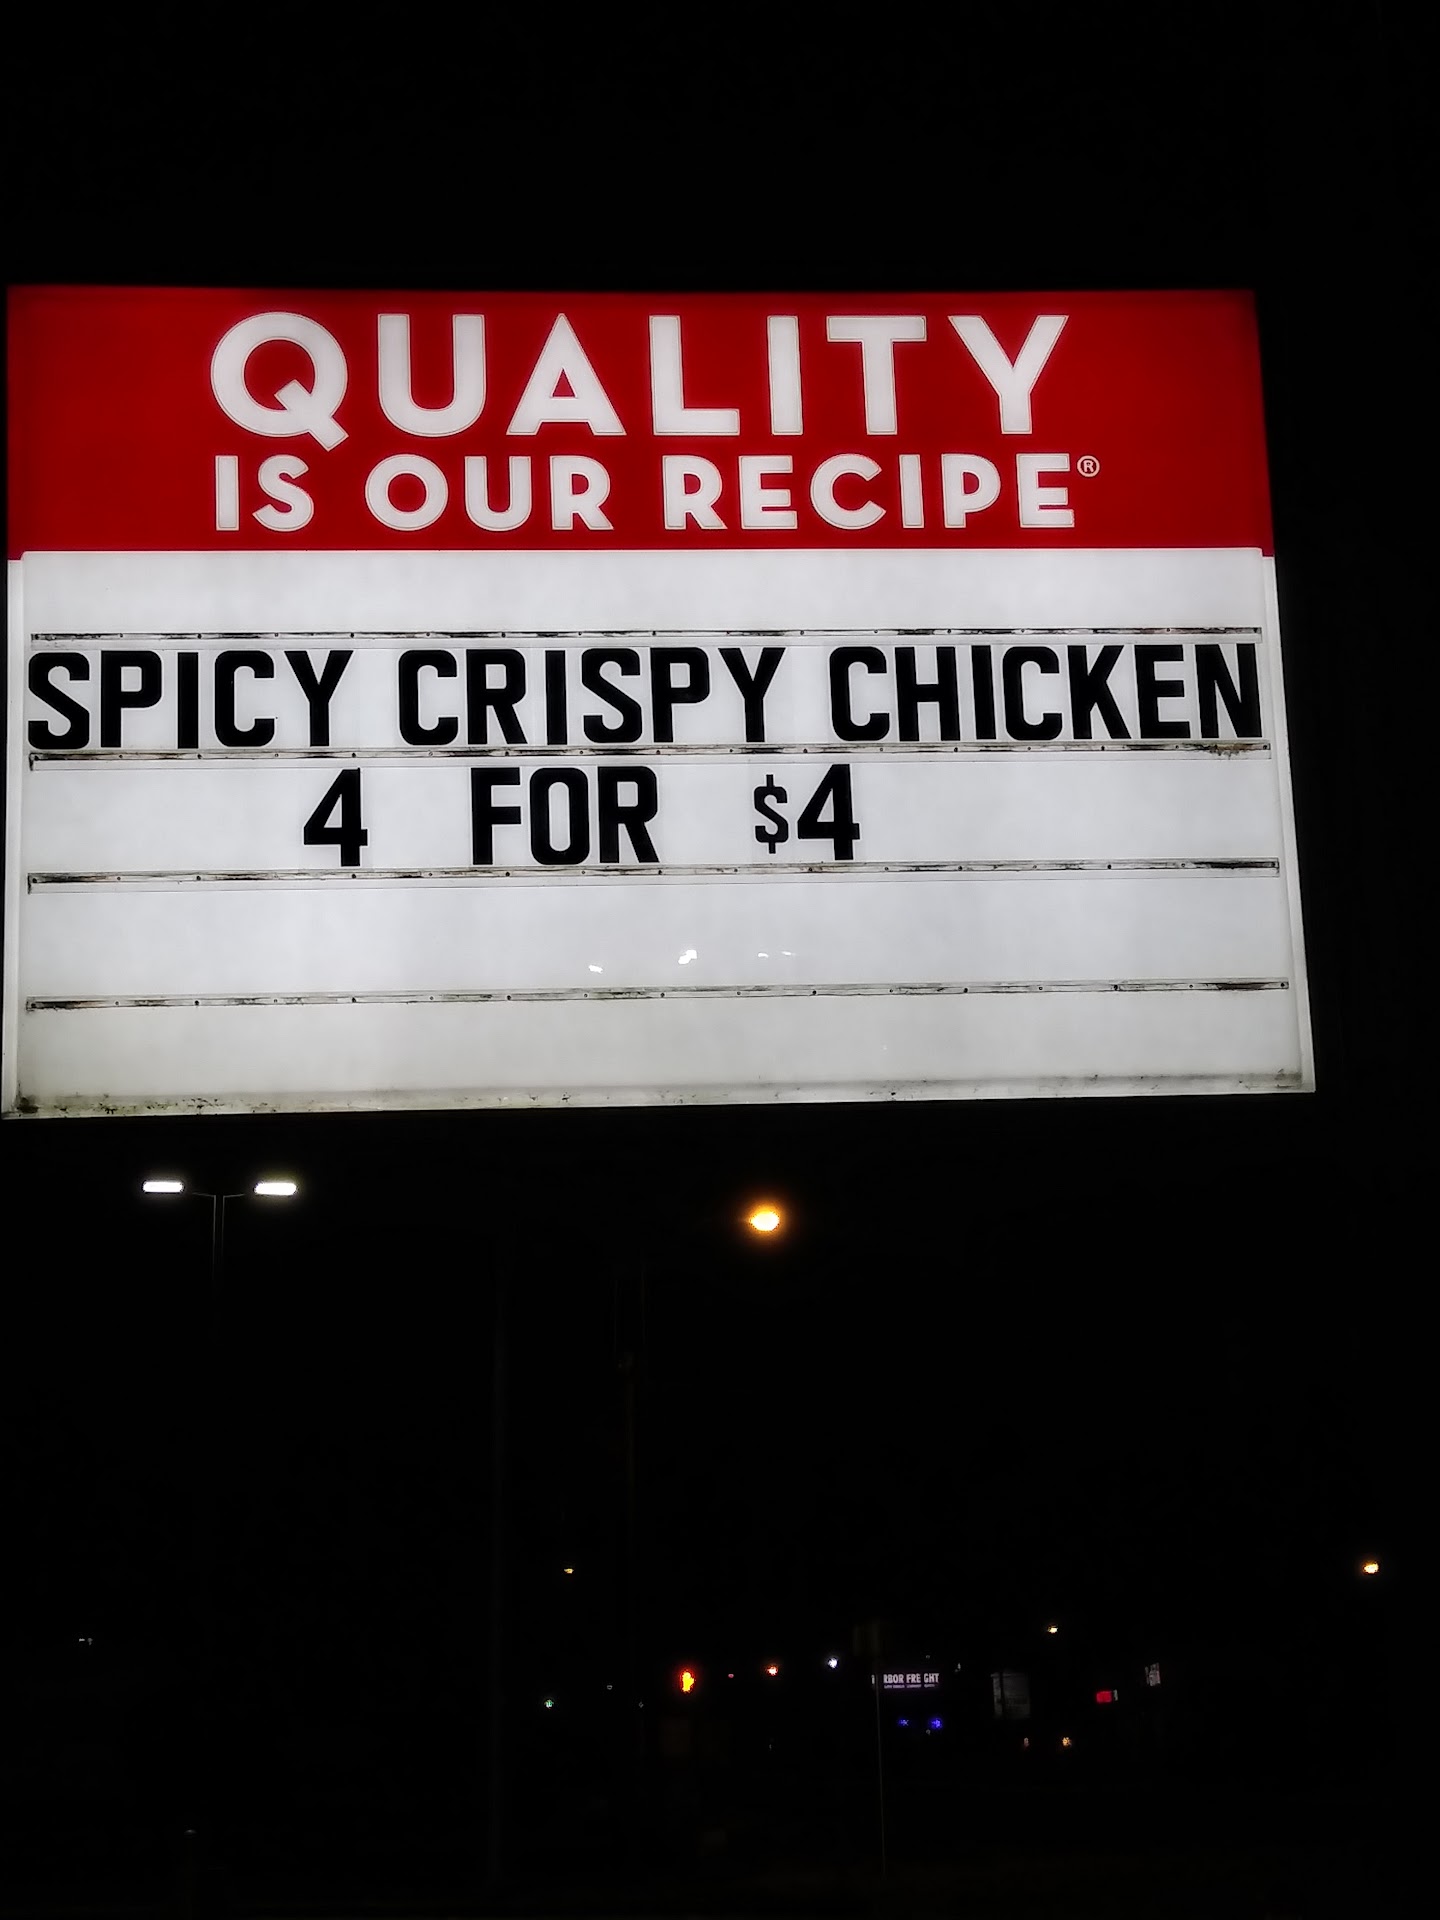 QUALITY
IS OUR RECIPE®
SPICY CRISPY CHICKEN
4 FOR $4